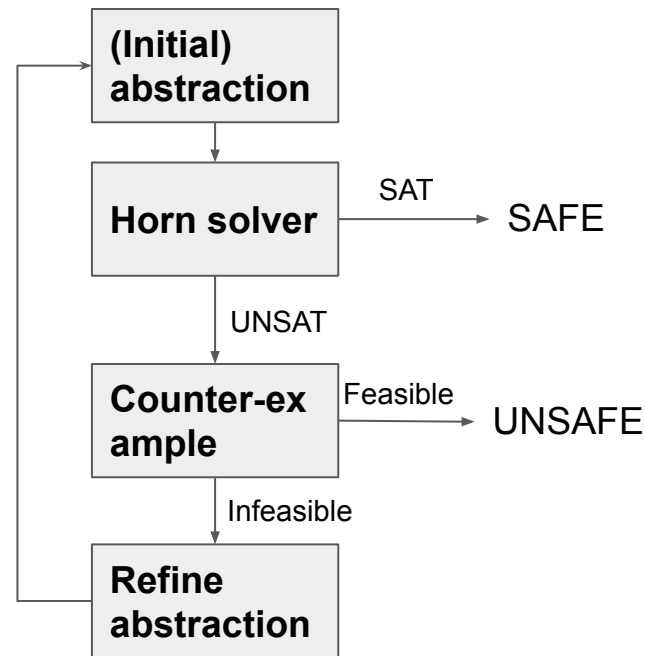 (Initial)
abstraction
Horn solver
SAT
SAFE
UNSAT
Counter-ex
ample
Feasible
UNSAFE
Infeasible
Refine
abstraction